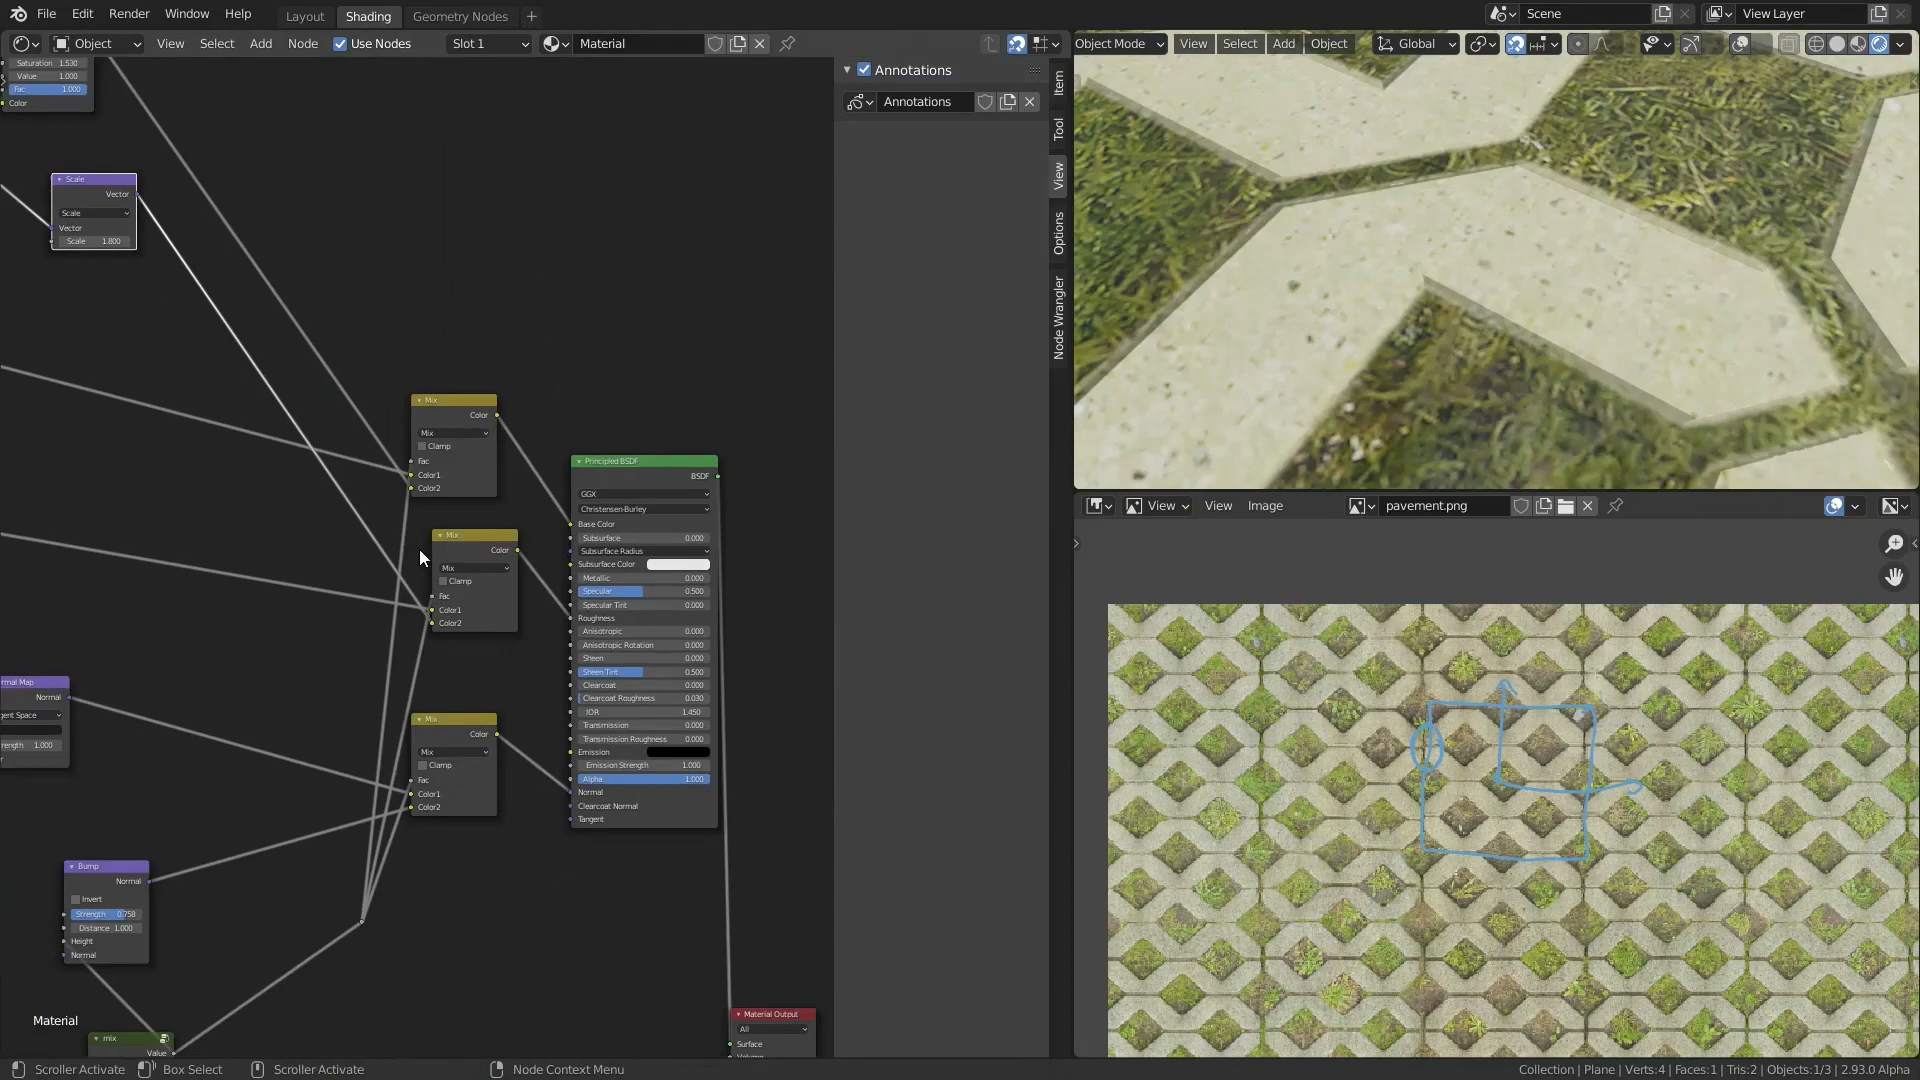 File Edit Render Window Help Layout Shading Geometry Nodes + Scene View Layer
Object View Select Add Node Use Nodes Slot 1 Material
Object Mode View Select Add Object Global
Saturation 1.530
Value 1.000
Fac 1.000
Color
Annotations
Annotations
Item
Tool
View
Options
Node Wrangler
Scale
Vector
Scale
Vector
Scale 1.800
Mix
Color
Mix
Clamp
Fac
Color1
Color2
Mix
Color
Mix
Clamp
Fac
Color1
Color2
Mix
Color
Mix
Clamp
Fac
Color1
Color2
Principled BSDF
BSDF
GGX
Christensen-Burley
Base Color
Subsurface 0.000
Subsurface Radius
Subsurface Color
Metallic 0.000
Specular 0.500
Specular Tint 0.000
Roughness
Anisotropic 0.000
Anisotropic Rotation 0.000
Sheen 0.000
Sheen Tint 0.500
Clearcoat 0.000
Clearcoat Roughness 0.030
IOR 1.450
Transmission 0.000
Transmission Roughness 0.000
Emission
Emission Strength 1.000
Alpha 1.000
Normal
Clearcoat Normal
Tangent
rmal Map
Normal
gent Space
rength 1.000
Bump
Normal
Invert
Strength 0.758
Distance 1.000
Height
Normal
mix
Value
Material
Material Output
All
Surface
Volume
View View Image pavement.png
Scroller Activate Box Select Scroller Activate Node Context Menu Collection | Plane | Verts:4 | Faces:1 | Tris:2 | Objects:1/3 | 2.93.0 Alpha